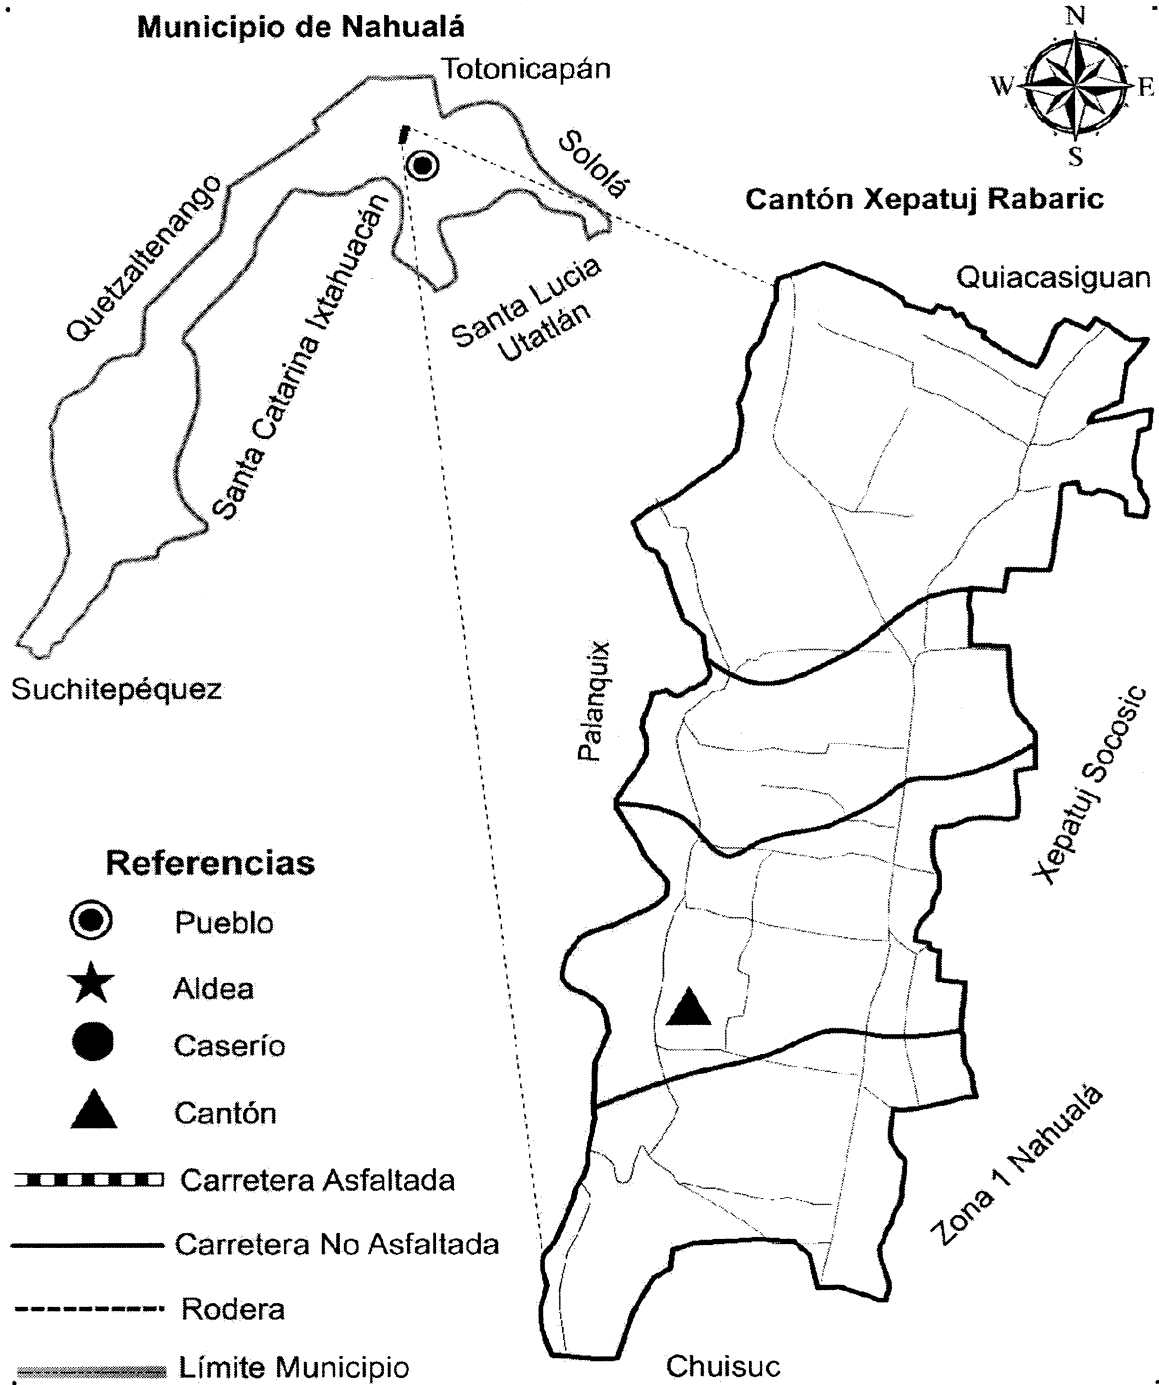 Municipio de Nahualá
Totonicapán
Sololá
Quetzaltenango
Santa Catarina Ixtahuacán
Santa Lucia
Utatlán
Suchitepéquez
N
W
E
S
Cantón Xepatuj Rabaric
Quiacasiguan
Palanquix
Xepatuj Socosic
Zona 1 Nahualá
Chuisuc
Referencias
Pueblo
Aldea
Caserío
Cantón
Carretera Asfaltada
Carretera No Asfaltada
Rodera
Límite Municipio